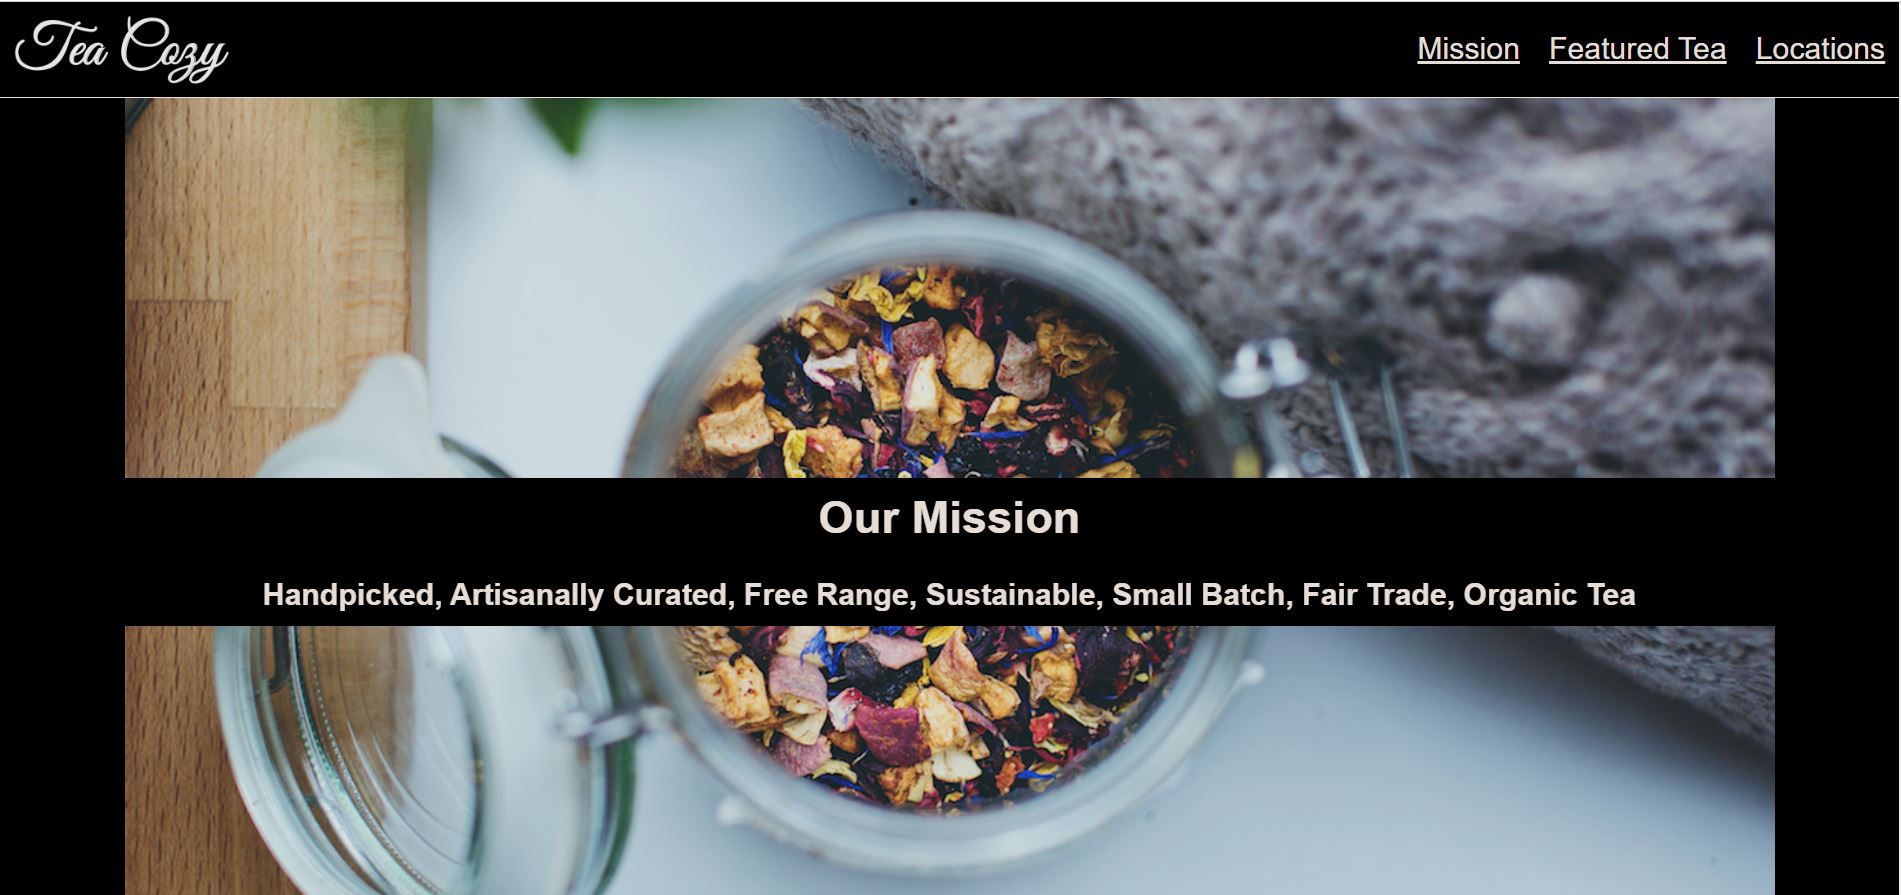 Tea Cozy
Mission Featured Tea Locations
Our Mission
Handpicked, Artisanally Curated, Free Range, Sustainable, Small Batch, Fair Trade, Organic Tea